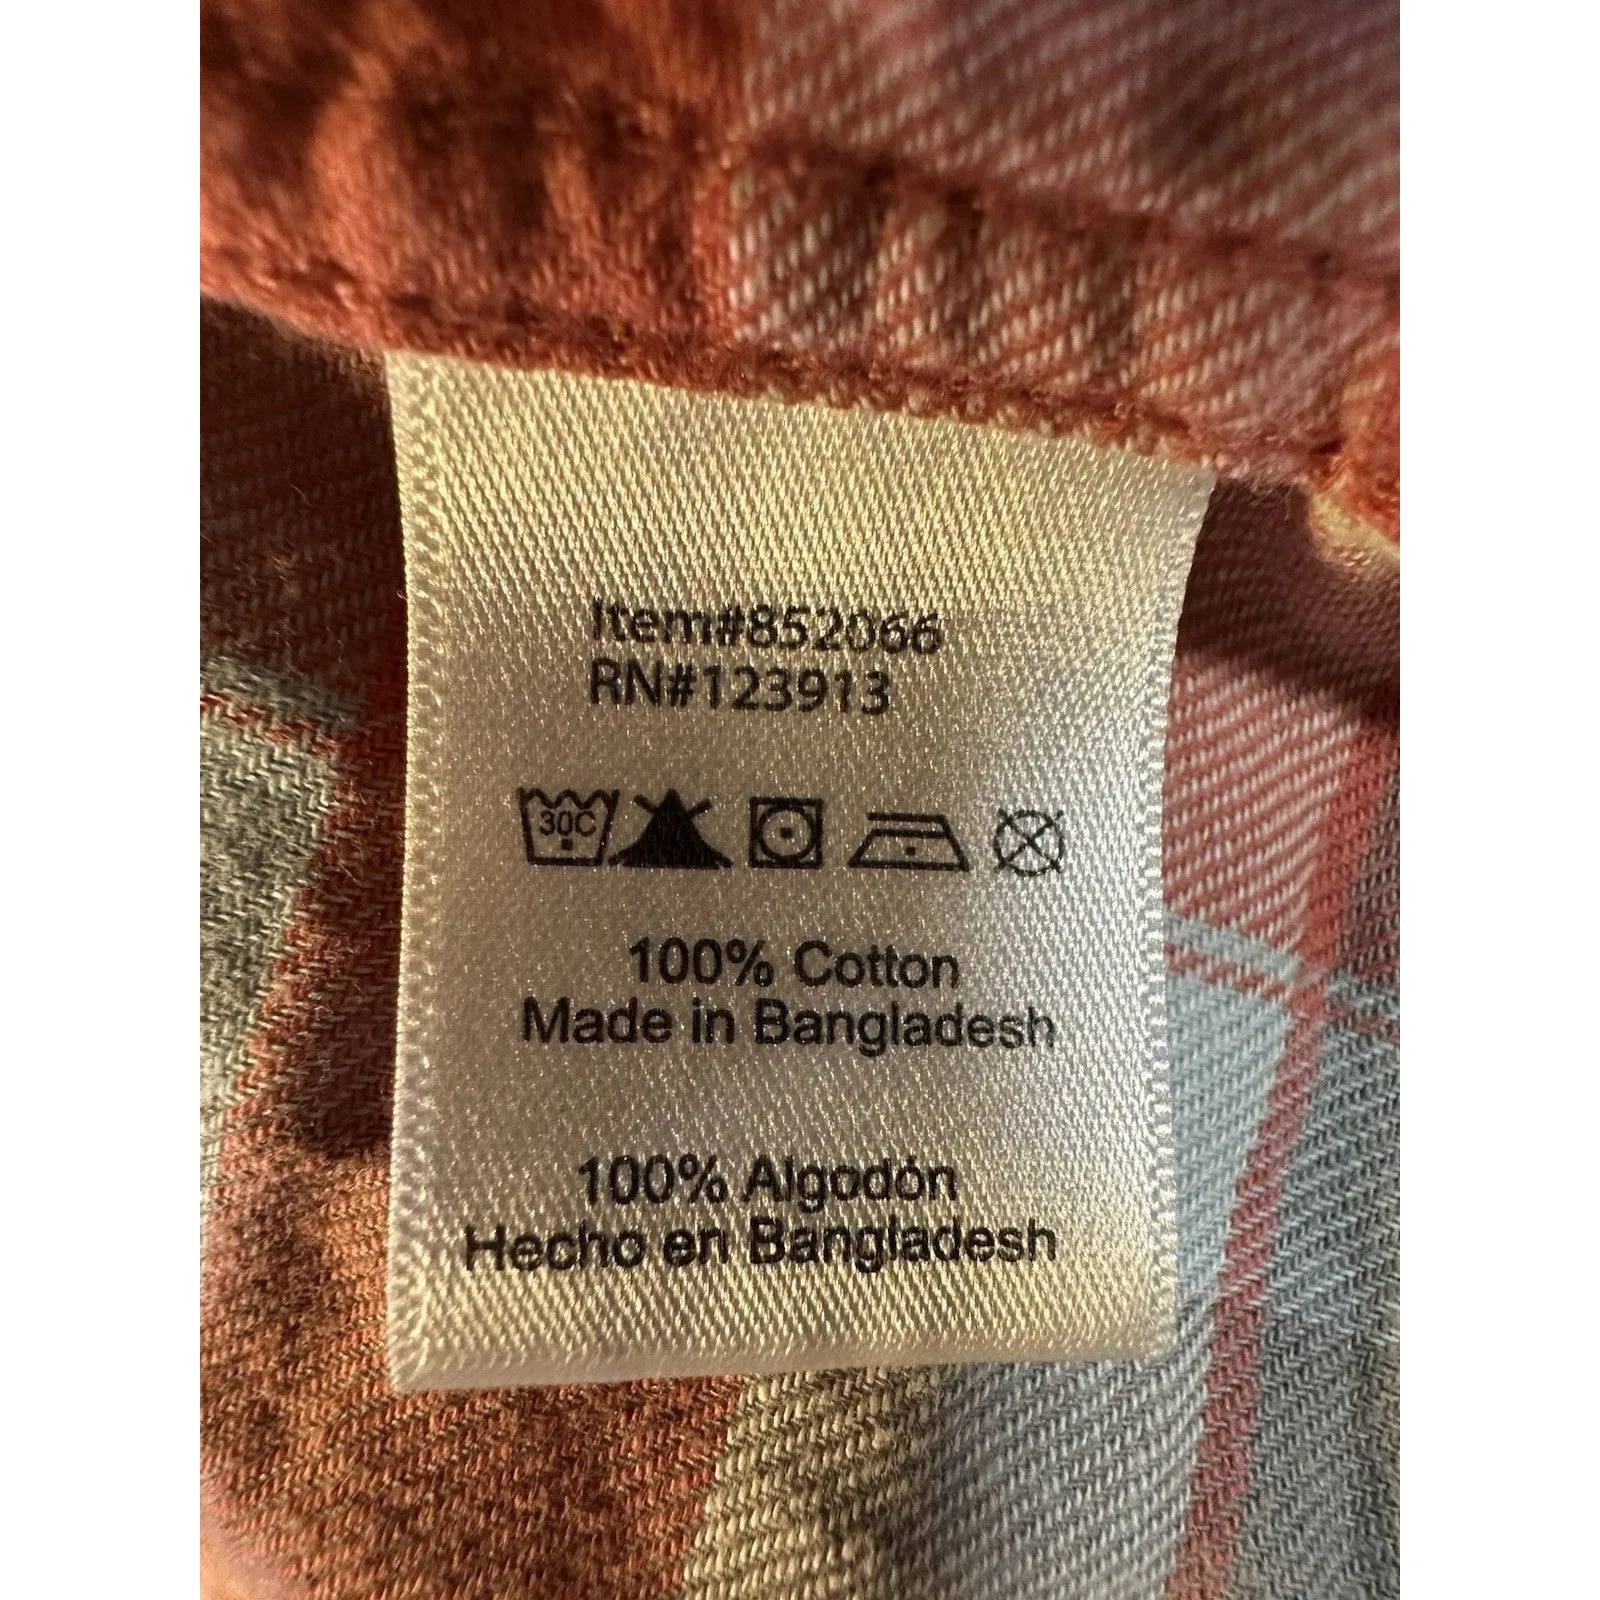 Item#852066
RN#123913
30C
100% Cotton
Made in Bangladesh
100% Algodón
Hecho en Bangladesh